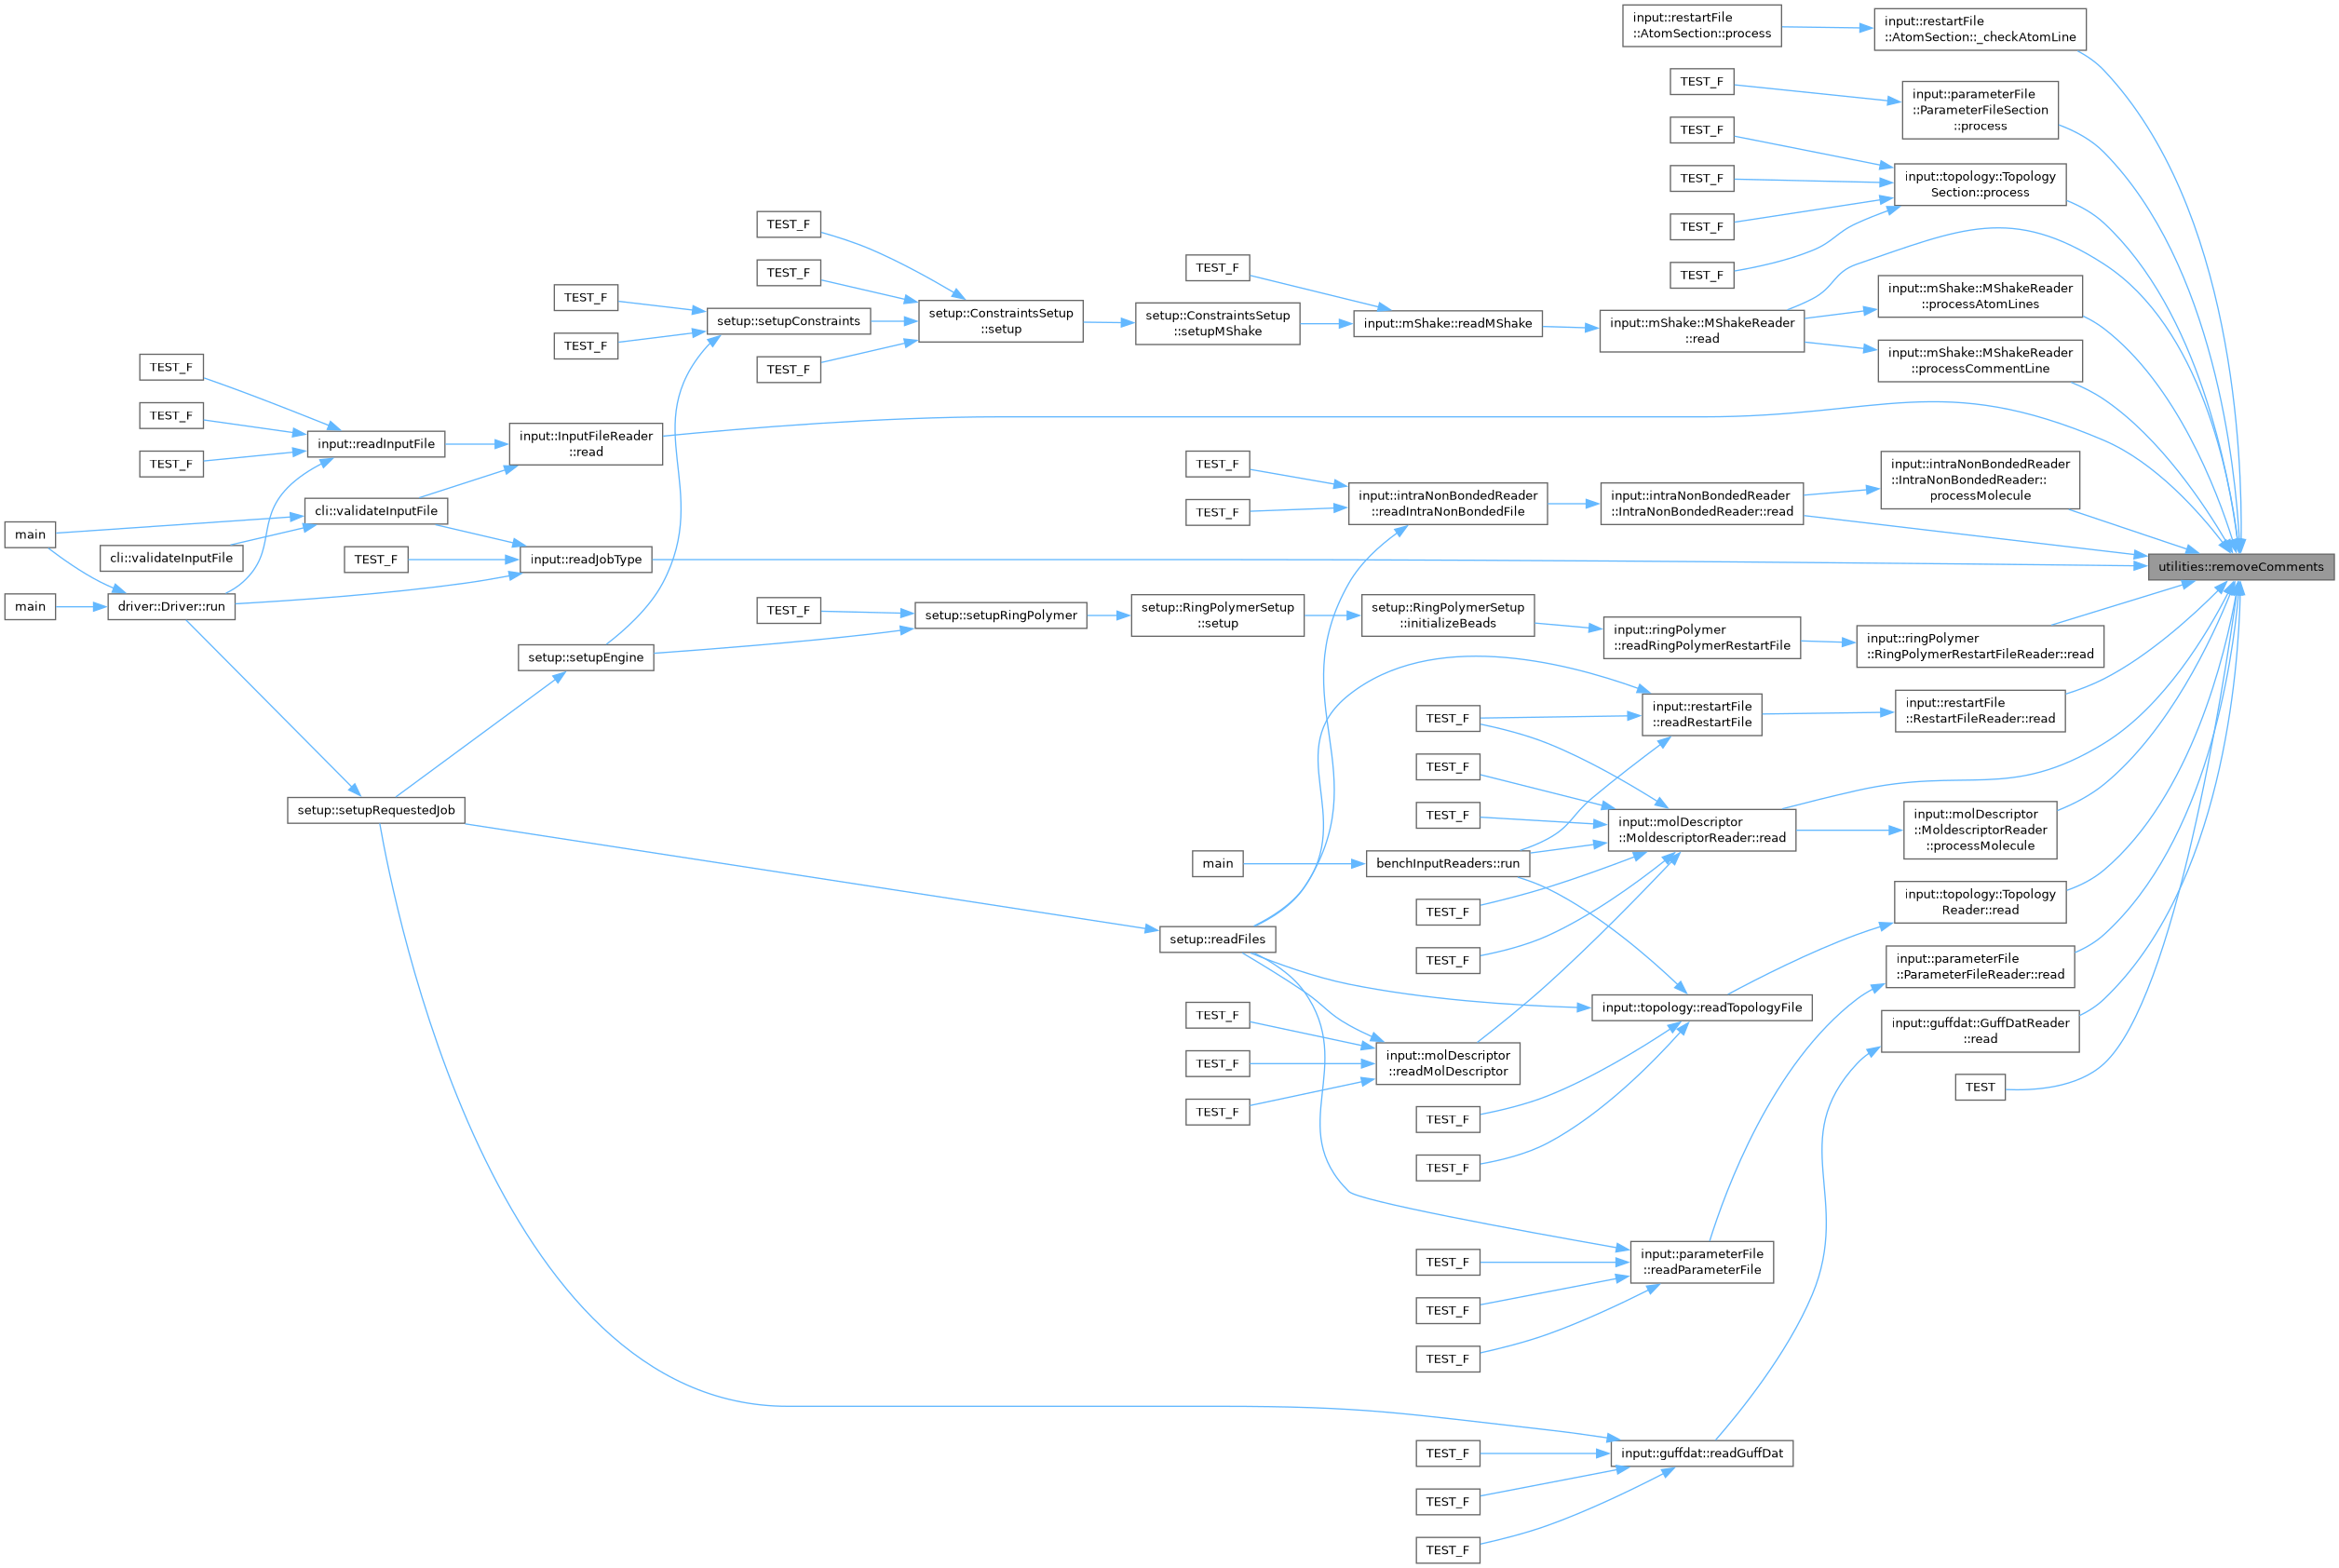 input::restartFile
::AtomSection::process
input::restartFile
::AtomSection::_checkAtomLine
TEST_F
input::parameterFile
::ParameterFileSection
::process
TEST_F
input::topology::Topology
Section::process
TEST_F
TEST_F
TEST_F
TEST_F
TEST_F
TEST_F
TEST_F
TEST_F
TEST_F
setup::setupConstraints
setup::ConstraintsSetup
::setup
setup::ConstraintsSetup
::setupMShake
input::mShake::readMShake
input::mShake::MShakeReader
::read
input::mShake::MShakeReader
::processAtomLines
input::mShake::MShakeReader
::processCommentLine
TEST_F
TEST_F
TEST_F
TEST_F
input::readInputFile
input::InputFileReader
::read
TEST_F
TEST_F
input::intraNonBondedReader
::readIntraNonBondedFile
input::intraNonBondedReader
::IntraNonBondedReader::read
input::intraNonBondedReader
::IntraNonBondedReader::
processMolecule
cli::validateInputFile
main
cli::validateInputFile
TEST_F
input::readJobType
utilities::removeComments
main
driver::Driver::run
TEST_F
setup::setupRingPolymer
setup::RingPolymerSetup
::setup
setup::RingPolymerSetup
::initializeBeads
input::ringPolymer
::readRingPolymerRestartFile
input::ringPolymer
::RingPolymerRestartFileReader::read
setup::setupEngine
TEST_F
input::restartFile
::readRestartFile
input::restartFile
::RestartFileReader::read
TEST_F
TEST_F
setup::setupRequestedJob
input::molDescriptor
::MoldescriptorReader::read
input::molDescriptor
::MoldescriptorReader
::processMolecule
main
benchInputReaders::run
TEST_F
input::topology::Topology
Reader::read
setup::readFiles
TEST_F
input::parameterFile
::ParameterFileReader::read
input::topology::readTopologyFile
TEST_F
TEST_F
TEST_F
input::molDescriptor
::readMolDescriptor
input::guffdat::GuffDatReader
::read
TEST
TEST_F
TEST_F
input::parameterFile
::readParameterFile
TEST_F
TEST_F
TEST_F
input::guffdat::readGuffDat
TEST_F
TEST_F
TEST_F